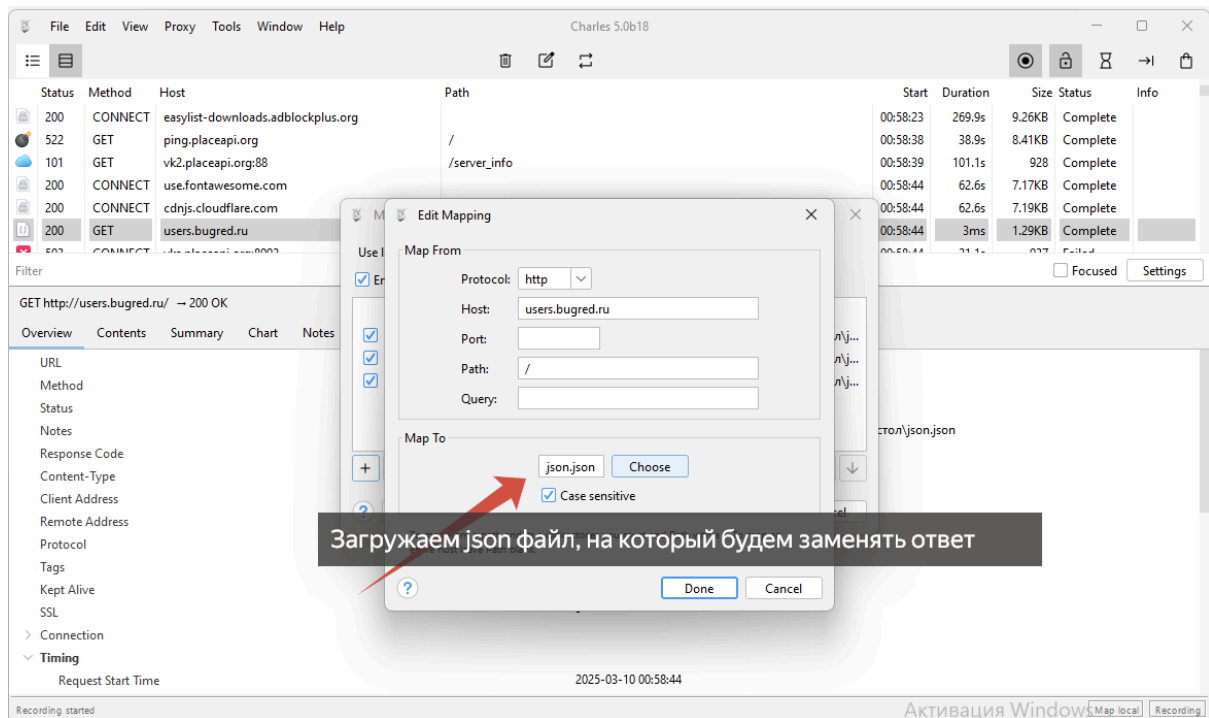 File Edit View Proxy Tools Window Help Charles 5.0b18
Status Method Host Path Start Duration Size Status Info
200 CONNECT easylist-downloads.adblockplus.org 00:58:23 269.9s 9.26KB Complete
522 GET ping.placeapi.org / 00:58:38 38.9s 8.41KB Complete
101 GET vk2.placeapi.org:88 /server_info 00:58:39 101.1s 928 Complete
200 CONNECT use.fontawesome.com 00:58:44 62.6s 7.17KB Complete
200 CONNECT cdnjs.cloudflare.com 00:58:44 62.6s 7.19KB Complete
200 GET users.bugred.ru 00:58:44 3ms 1.29KB Complete
Filter Focused Settings
GET http://users.bugred.ru/ → 200 OK
Overview Contents Summary Chart Notes
URL
Method
Status
Notes
Response Code
Content-Type
Client Address
Remote Address
Protocol
Tags
Kept Alive
SSL
Connection
Timing
Request Start Time 2025-03-10 00:58:44
стол\json.json
Edit Mapping
Map From
Protocol: http
Host: users.bugred.ru
Port:
Path: /
Query:
Map To
json.json Choose
Case sensitive
Загружаем json файл, на который будем заменять ответ
Done Cancel
Активация Windows
Recording started Map local Recording